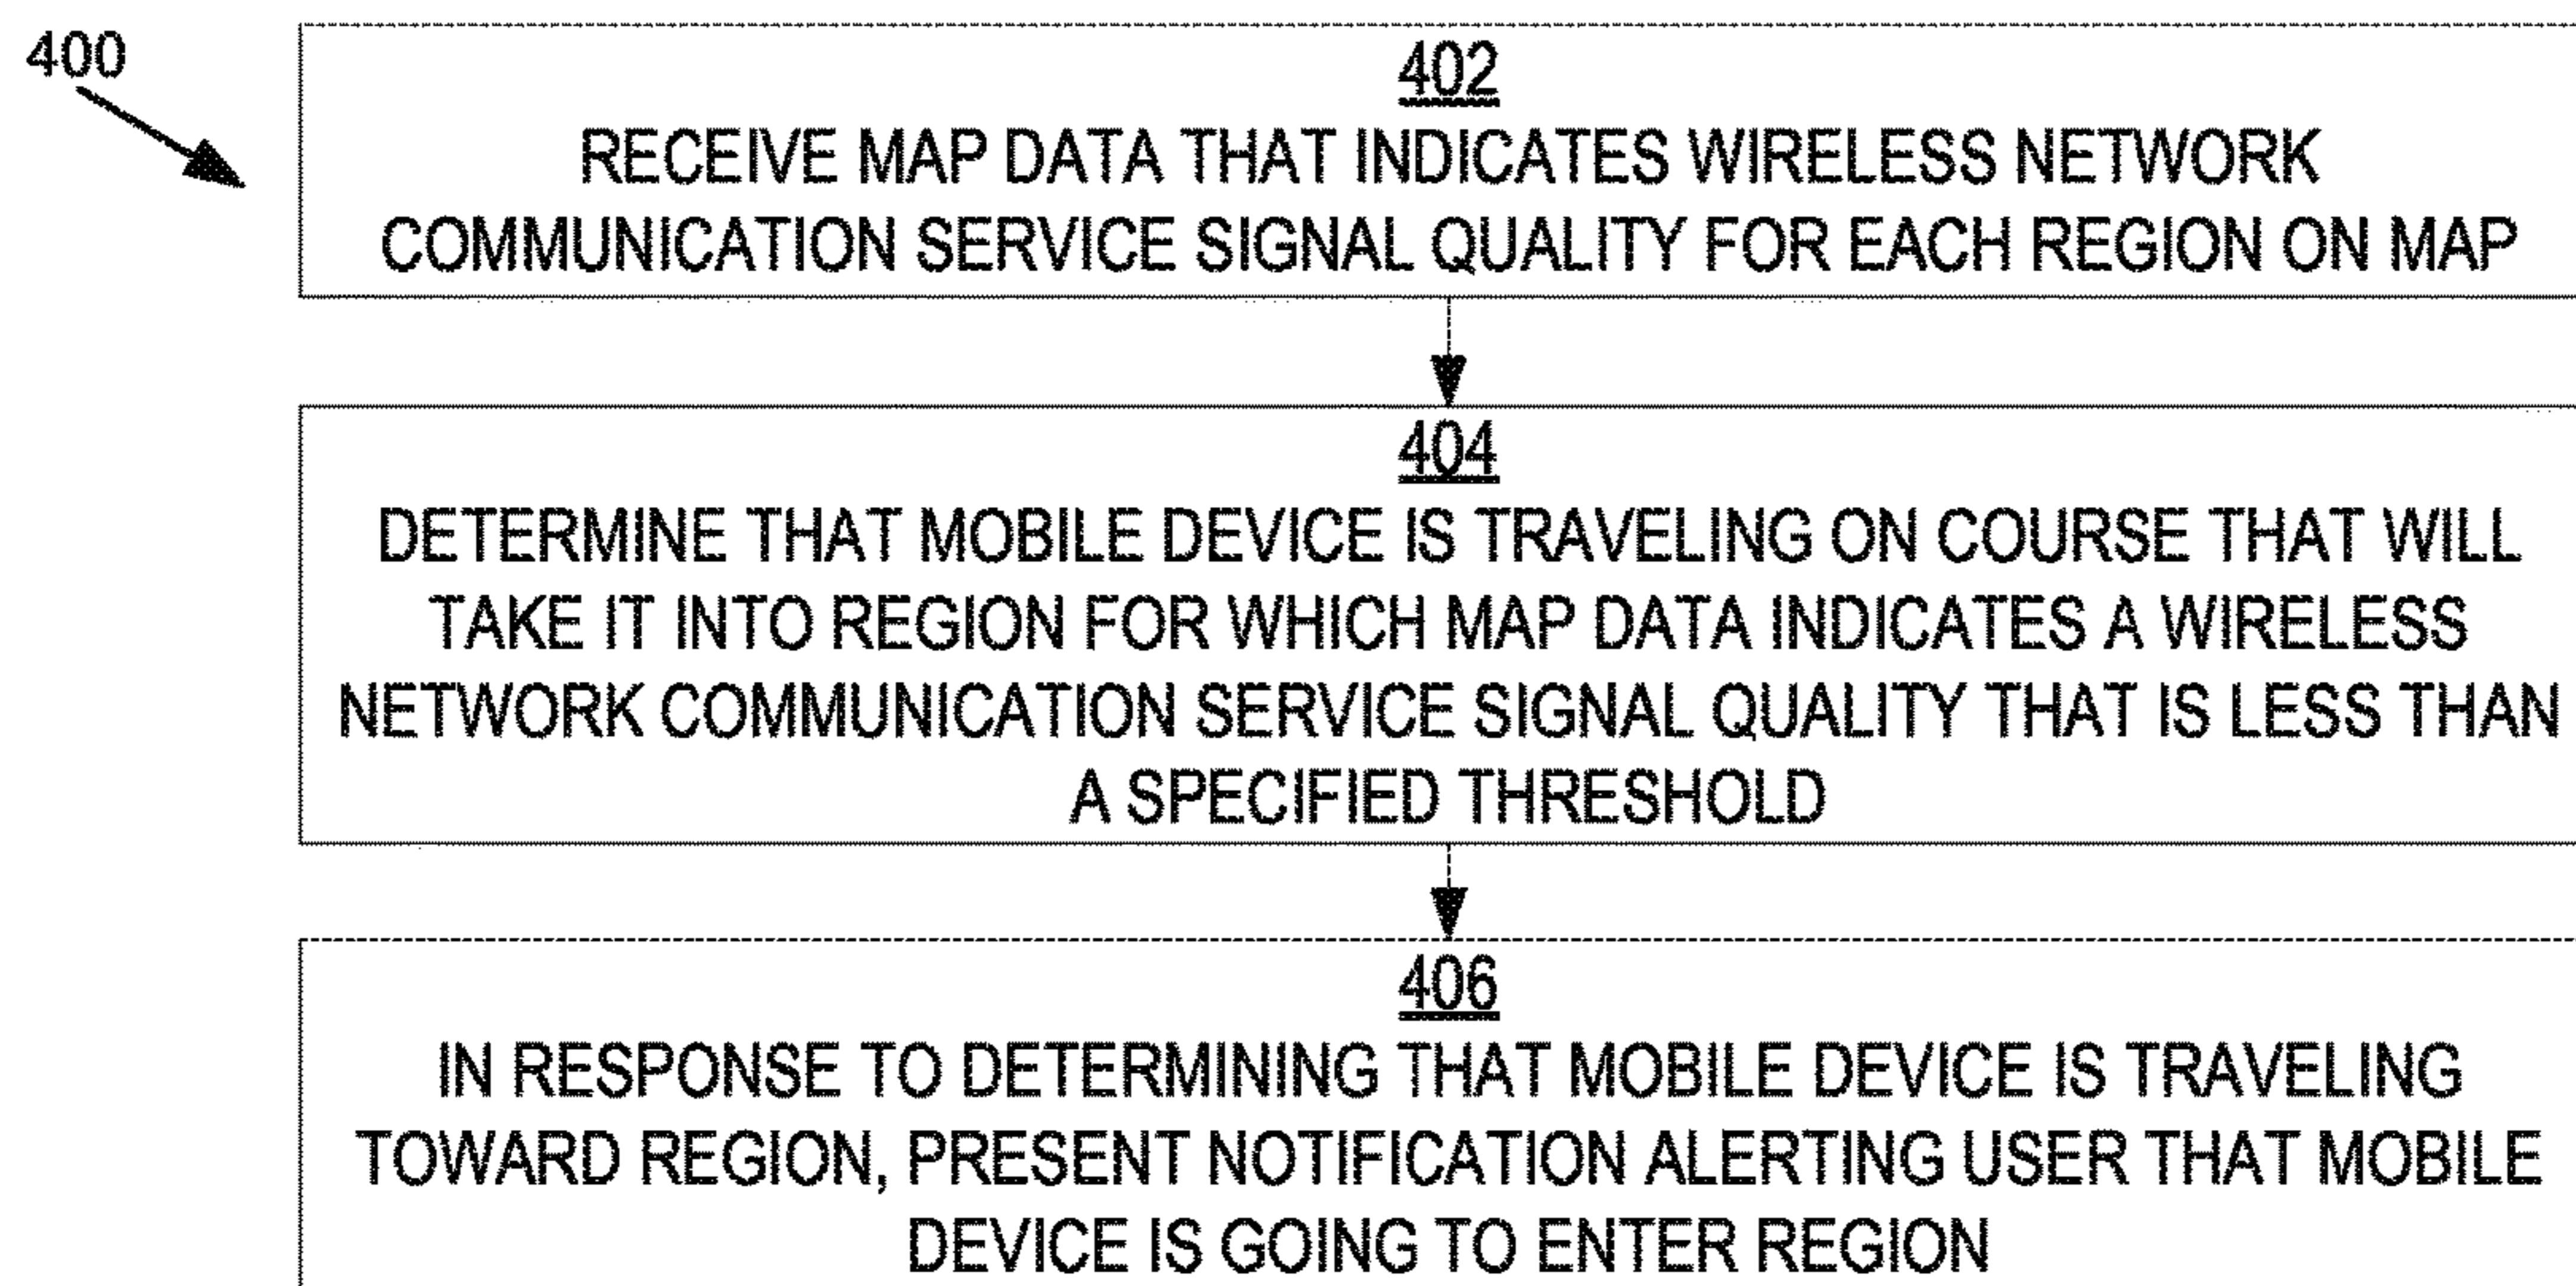 400
402
RECEIVE MAP DATA THAT INDICATES WIRELESS NETWORK
COMMUNICATION SERVICE SIGNAL QUALITY FOR EACH REGION ON MAP
404
DETERMINE THAT MOBILE DEVICE IS TRAVELING ON COURSE THAT WILL
TAKE IT INTO REGION FOR WHICH MAP DATA INDICATES A WIRELESS
NETWORK COMMUNICATION SERVICE SIGNAL QUALITY THAT IS LESS THAN
A SPECIFIED THRESHOLD
406
IN RESPONSE TO DETERMINING THAT MOBILE DEVICE IS TRAVELING
TOWARD REGION, PRESENT NOTIFICATION ALERTING USER THAT MOBILE
DEVICE IS GOING TO ENTER REGION